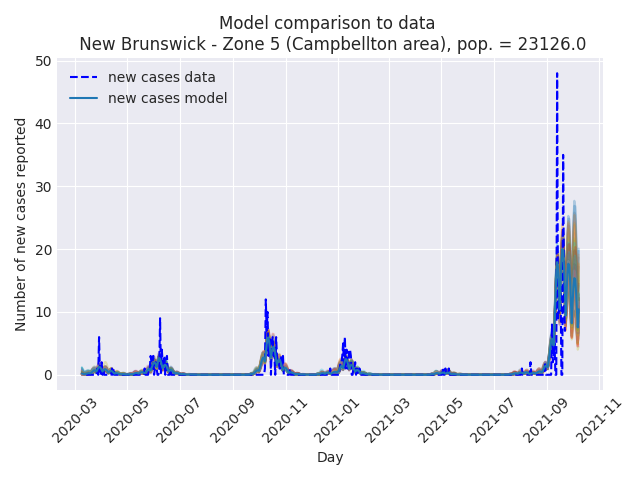 Model comparison to data
New Brunswick - Zone 5 (Campbellton area), pop. = 23126.0
new cases data
new cases model
Number of new cases reported
50
40
30
20
10
0
2020-03
2020-05
2020-07
2020-09
2020-11
2021-01
2021-03
2021-05
2021-07
2021-09
2021-11
Day